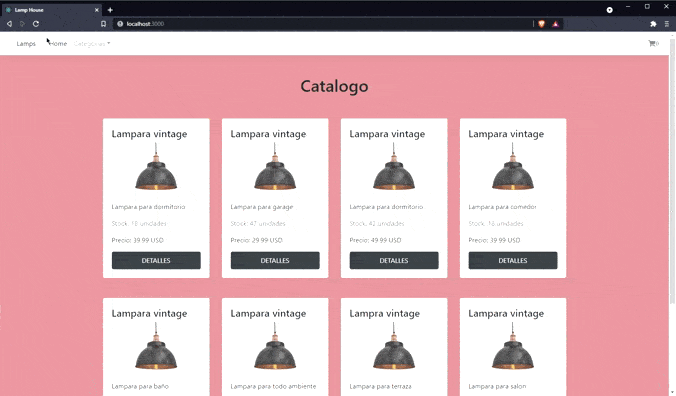 Lamp House
localhost:3000
Lamps Home Categorias 0
Catalogo
Lampara vintage Lampara vintage Lampara vintage Lampara vintage
Lampara para dormitorio Lampara para garage Lampara para dormitorio Lampara para comedor
Stock: 18 unidades Stock: 47 unidades Stock: 42 unidades Stock: 16 unidades
Precio: 39.99 USD Precio: 29.99 USD Precio: 49.99 USD Precio: 39.99 USD
DETALLES DETALLES DETALLES DETALLES
Lampara vintage Lampara vintage Lampra vintage Lampara vintage
Lampara para baño Lampara para todo ambiente Lampara para terraza Lampara para salon